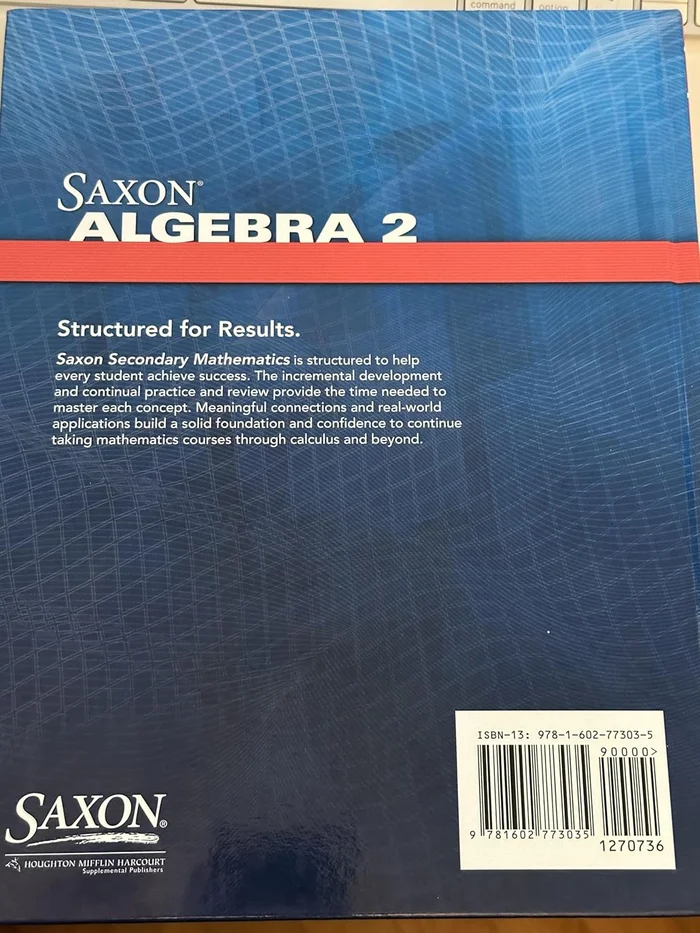 command
option
SAXON®
ALGEBRA 2
Structured for Results.
Saxon Secondary Mathematics is structured to help
every student achieve success. The incremental development
and continual practice and review provide the time needed to
master each concept. Meaningful connections and real-world
applications build a solid foundation and confidence to continue
taking mathematics courses through calculus and beyond.
ISBN-13: 978-1-602-77303-5
90000>
9 781602 773035
1270736
SAXON®
HOUGHTON MIFFLIN HARCOURT
Supplemental Publishers